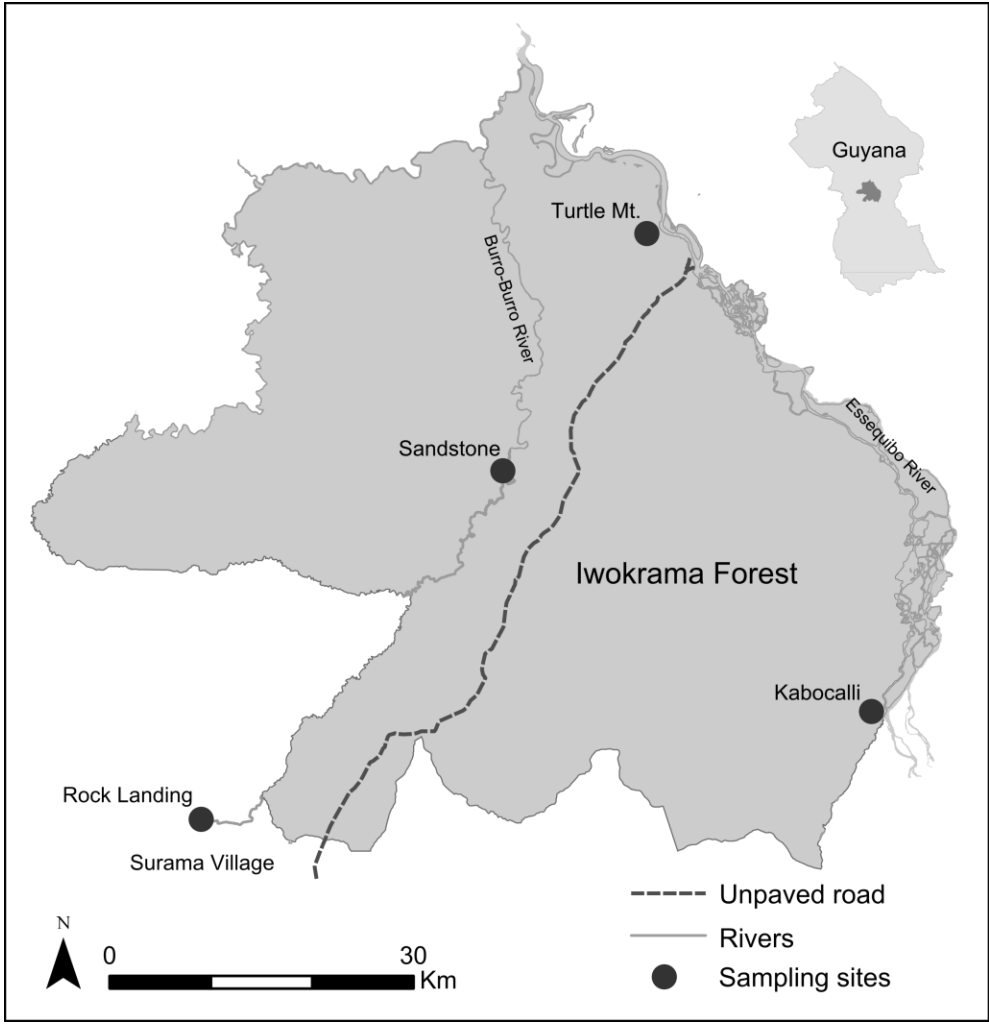 Guyana
Turtle Mt.
Burro-Burro River
Essequibo River
Sandstone
Iwokrama Forest
Kabocalli
Rock Landing
Surama Village
Unpaved road
Rivers
Sampling sites
N
0 30
Km